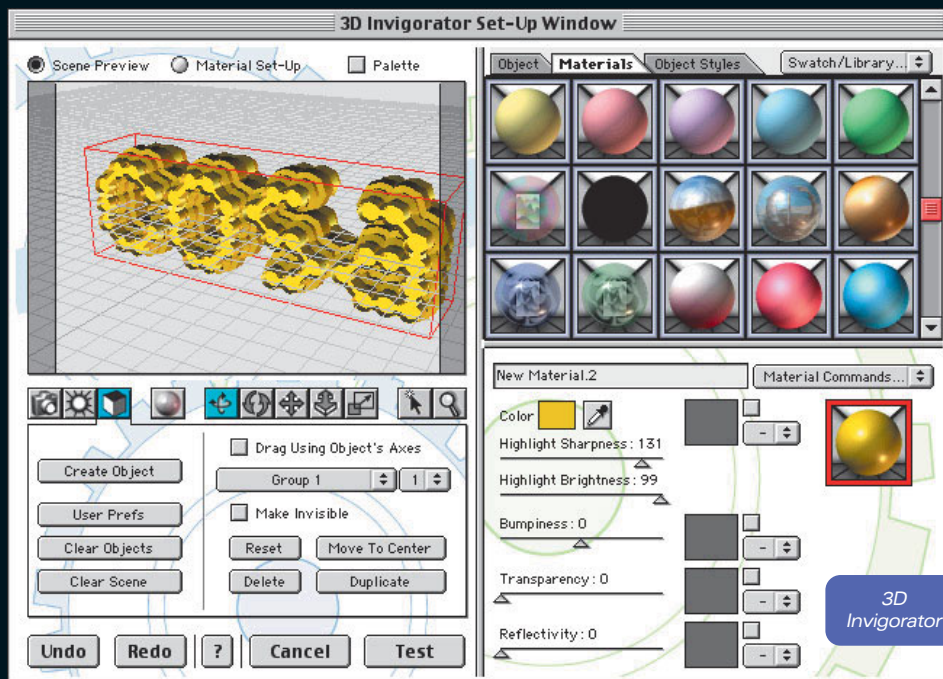 3D Invigorator Set-Up Window
Scene Preview
Material Set-Up
Palette
Object
Materials
Object Styles
Swatch/Library...
New Material.2
Material Commands...
Color
Highlight Sharpness: 131
Highlight Brightness: 99
Bumpiness: 0
Transparency: 0
Reflectivity: 0
-
-
-
-
Create Object
User Prefs
Clear Objects
Clear Scene
Drag Using Object's Axes
Group 1
1
Make Invisible
Reset
Move To Center
Delete
Duplicate
Undo
Redo
?
Cancel
Test
3D
Invigorator